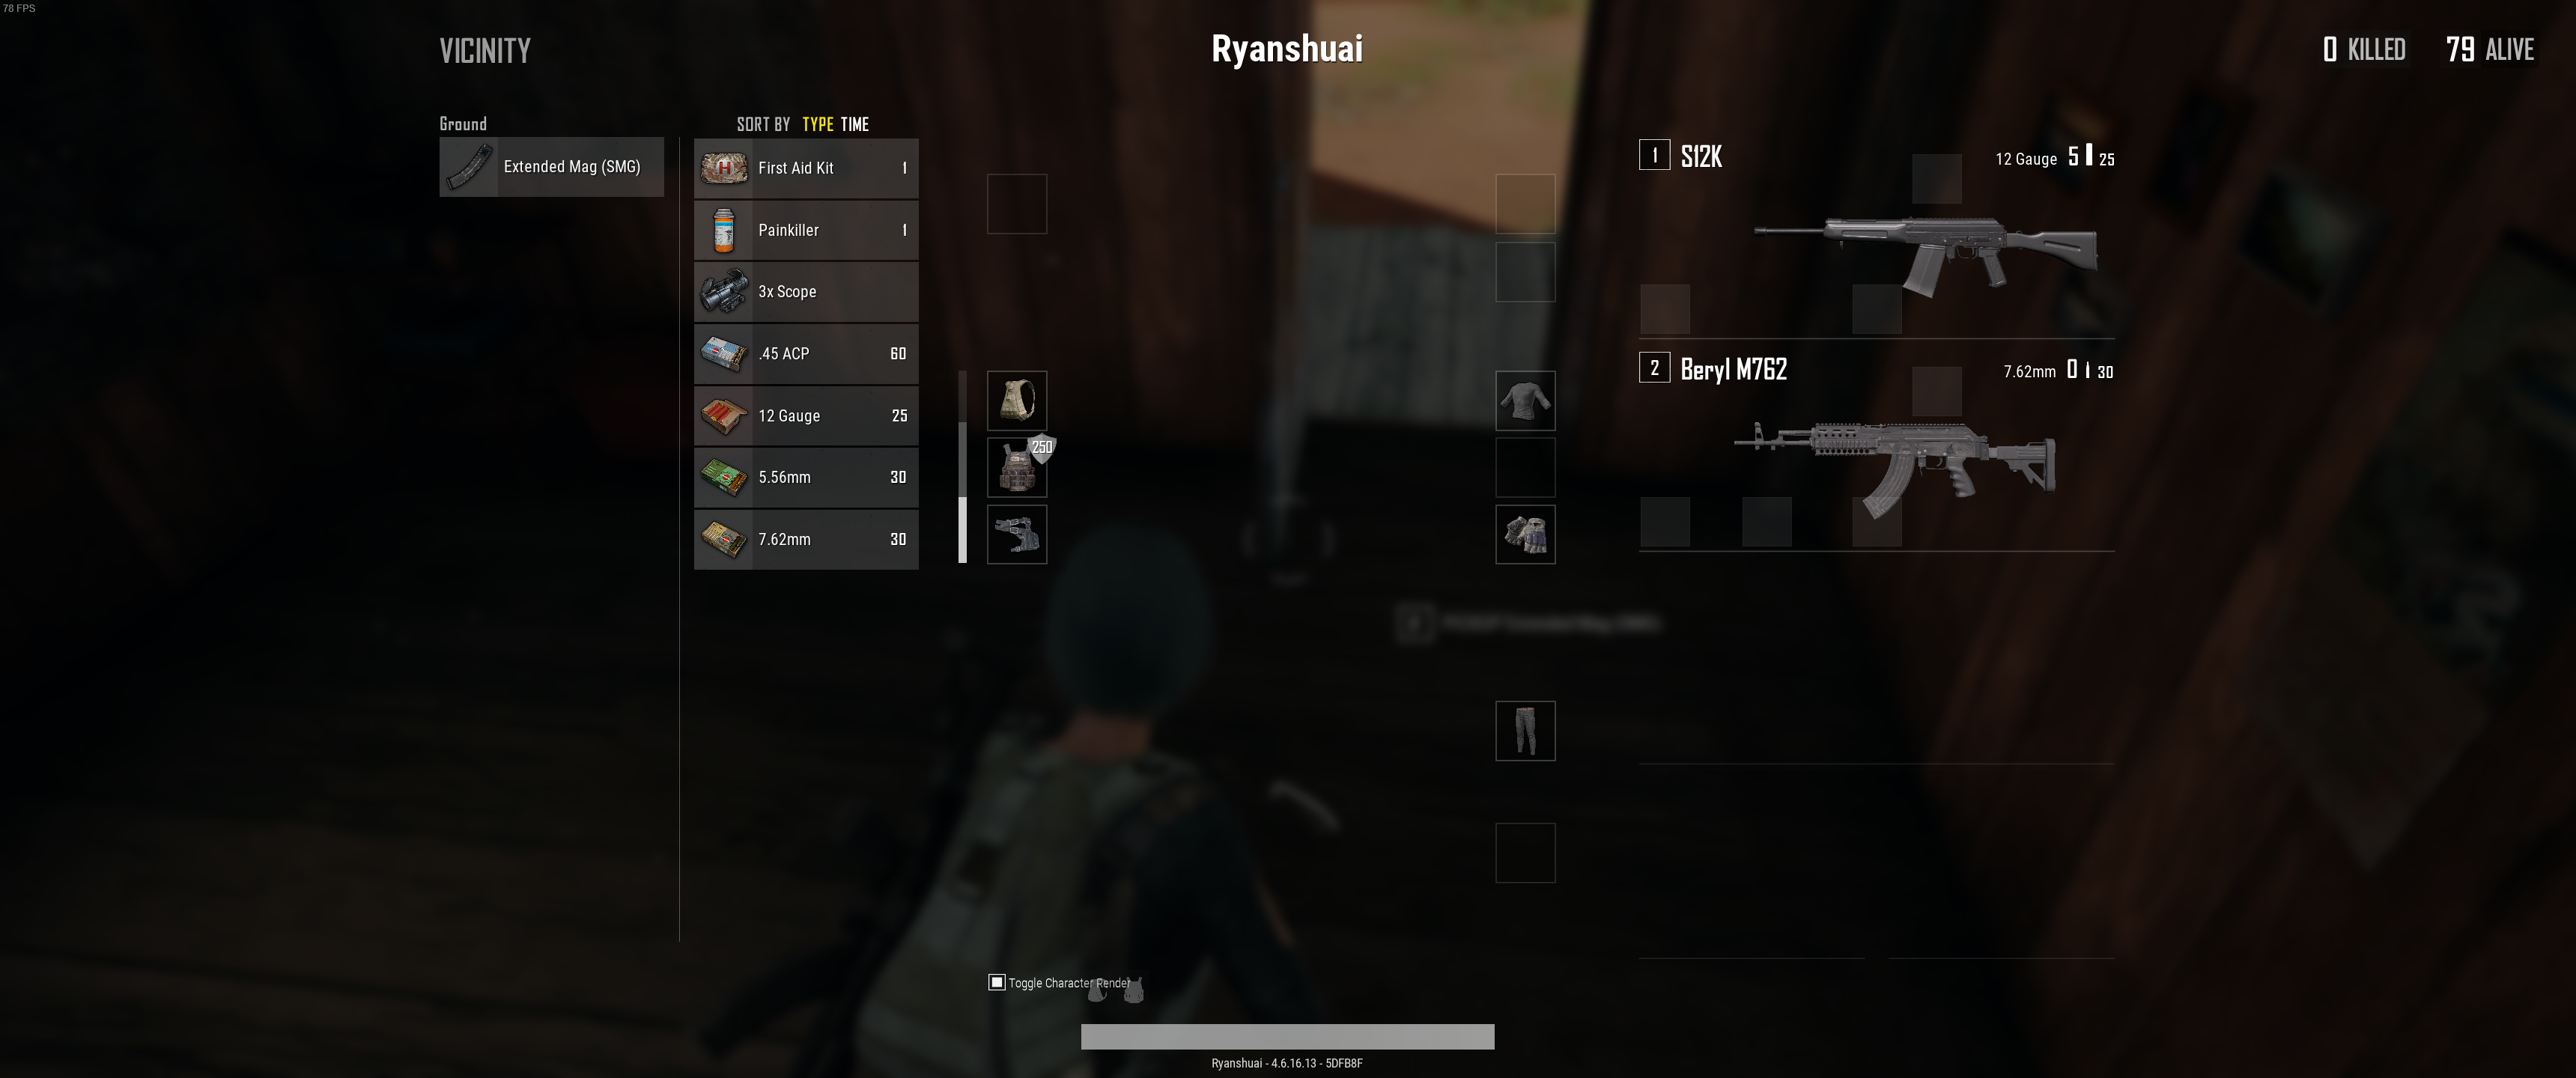 78 FPS
VICINITY
Ryanshuai
0 KILLED 79 ALIVE
Ground
Extended Mag (SMG)
SORT BY TYPE TIME
First Aid Kit 1
Painkiller 1
3x Scope
.45 ACP 60
12 Gauge 25
5.56mm 30
7.62mm 30
250
1 S12K 12 Gauge 5 25
2 Beryl M762 7.62mm 0 30
Extended Mag (SMG)
Toggle Character Render
Ryanshuai - 4.6.16.13 - 5DFB8F